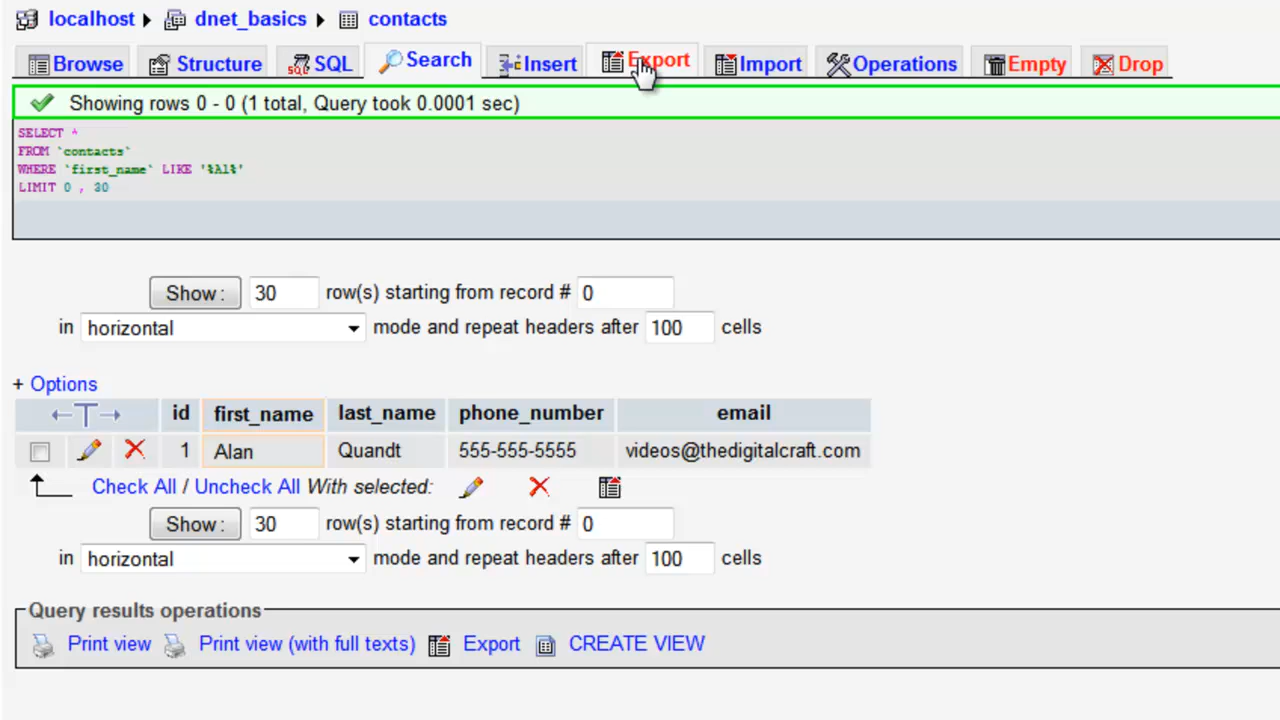 localhost ▶ dnet_basics ▶ contacts
Browse Structure SQL Search Insert Export Import Operations Empty Drop
Showing rows 0 - 0 (1 total, Query took 0.0001 sec)
SELECT *
FROM `contacts`
WHERE `first_name` LIKE '%Al%'
LIMIT 0 , 30
Show : 30 row(s) starting from record # 0
in horizontal mode and repeat headers after 100 cells
+ Options
←T→ id first_name last_name phone_number email
1 Alan Quandt 555-555-5555 videos@thedigitalcraft.com
Check All / Uncheck All With selected:
Show : 30 row(s) starting from record # 0
in horizontal mode and repeat headers after 100 cells
Query results operations
Print view Print view (with full texts) Export CREATE VIEW